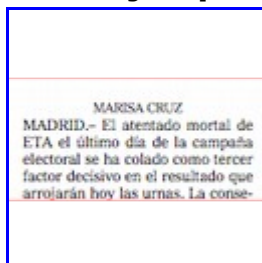 MARISA CRUZ
MADRID.– El atentado mortal de
ETA el último día de la campaña
electoral se ha colado como tercer
factor decisivo en el resultado que
arrojarán hoy las urnas. La conse-